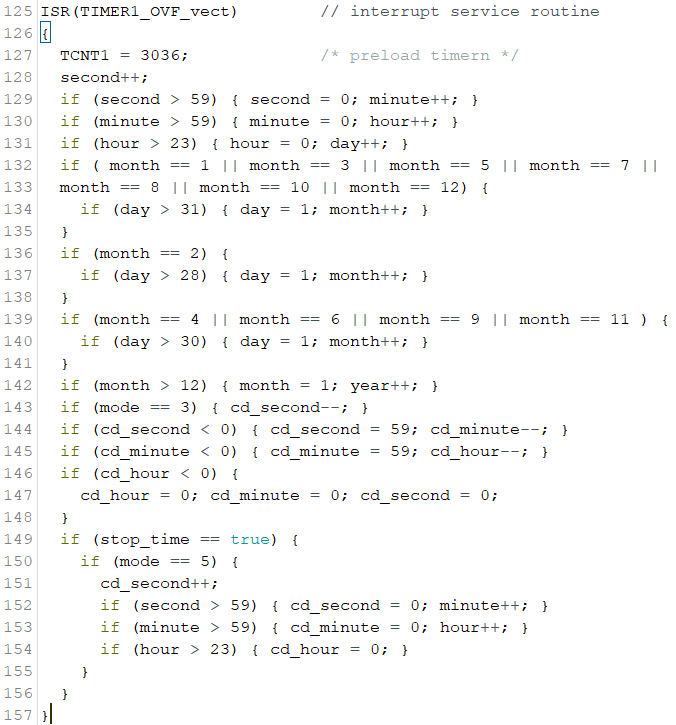 125 ISR(TIMER1_OVF_vect)        // interrupt service routine
126 {
127   TCNT1 = 3036;             /* preload timern */
128   second++;
129   if (second > 59) { second = 0; minute++; }
130   if (minute > 59) { minute = 0; hour++; }
131   if (hour > 23) { hour = 0; day++; }
132   if ( month == 1 || month == 3 || month == 5 || month == 7 ||
133   month == 8 || month == 10 || month == 12) {
134     if (day > 31) { day = 1; month++; }
135   }
136   if (month == 2) {
137     if (day > 28) { day = 1; month++; }
138   }
139   if (month == 4 || month == 6 || month == 9 || month == 11 ) {
140     if (day > 30) { day = 1; month++; }
141   }
142   if (month > 12) { month = 1; year++; }
143   if (mode == 3) { cd_second--; }
144   if (cd_second < 0) { cd_second = 59; cd_minute--; }
145   if (cd_minute < 0) { cd_minute = 59; cd_hour--; }
146   if (cd_hour < 0) {
147     cd_hour = 0; cd_minute = 0; cd_second = 0;
148   }
149   if (stop_time == true) {
150     if (mode == 5) {
151       cd_second++;
152       if (second > 59) { cd_second = 0; minute++; }
153       if (minute > 59) { cd_minute = 0; hour++; }
154       if (hour > 23) { cd_hour = 0; }
155     }
156   }
157 }